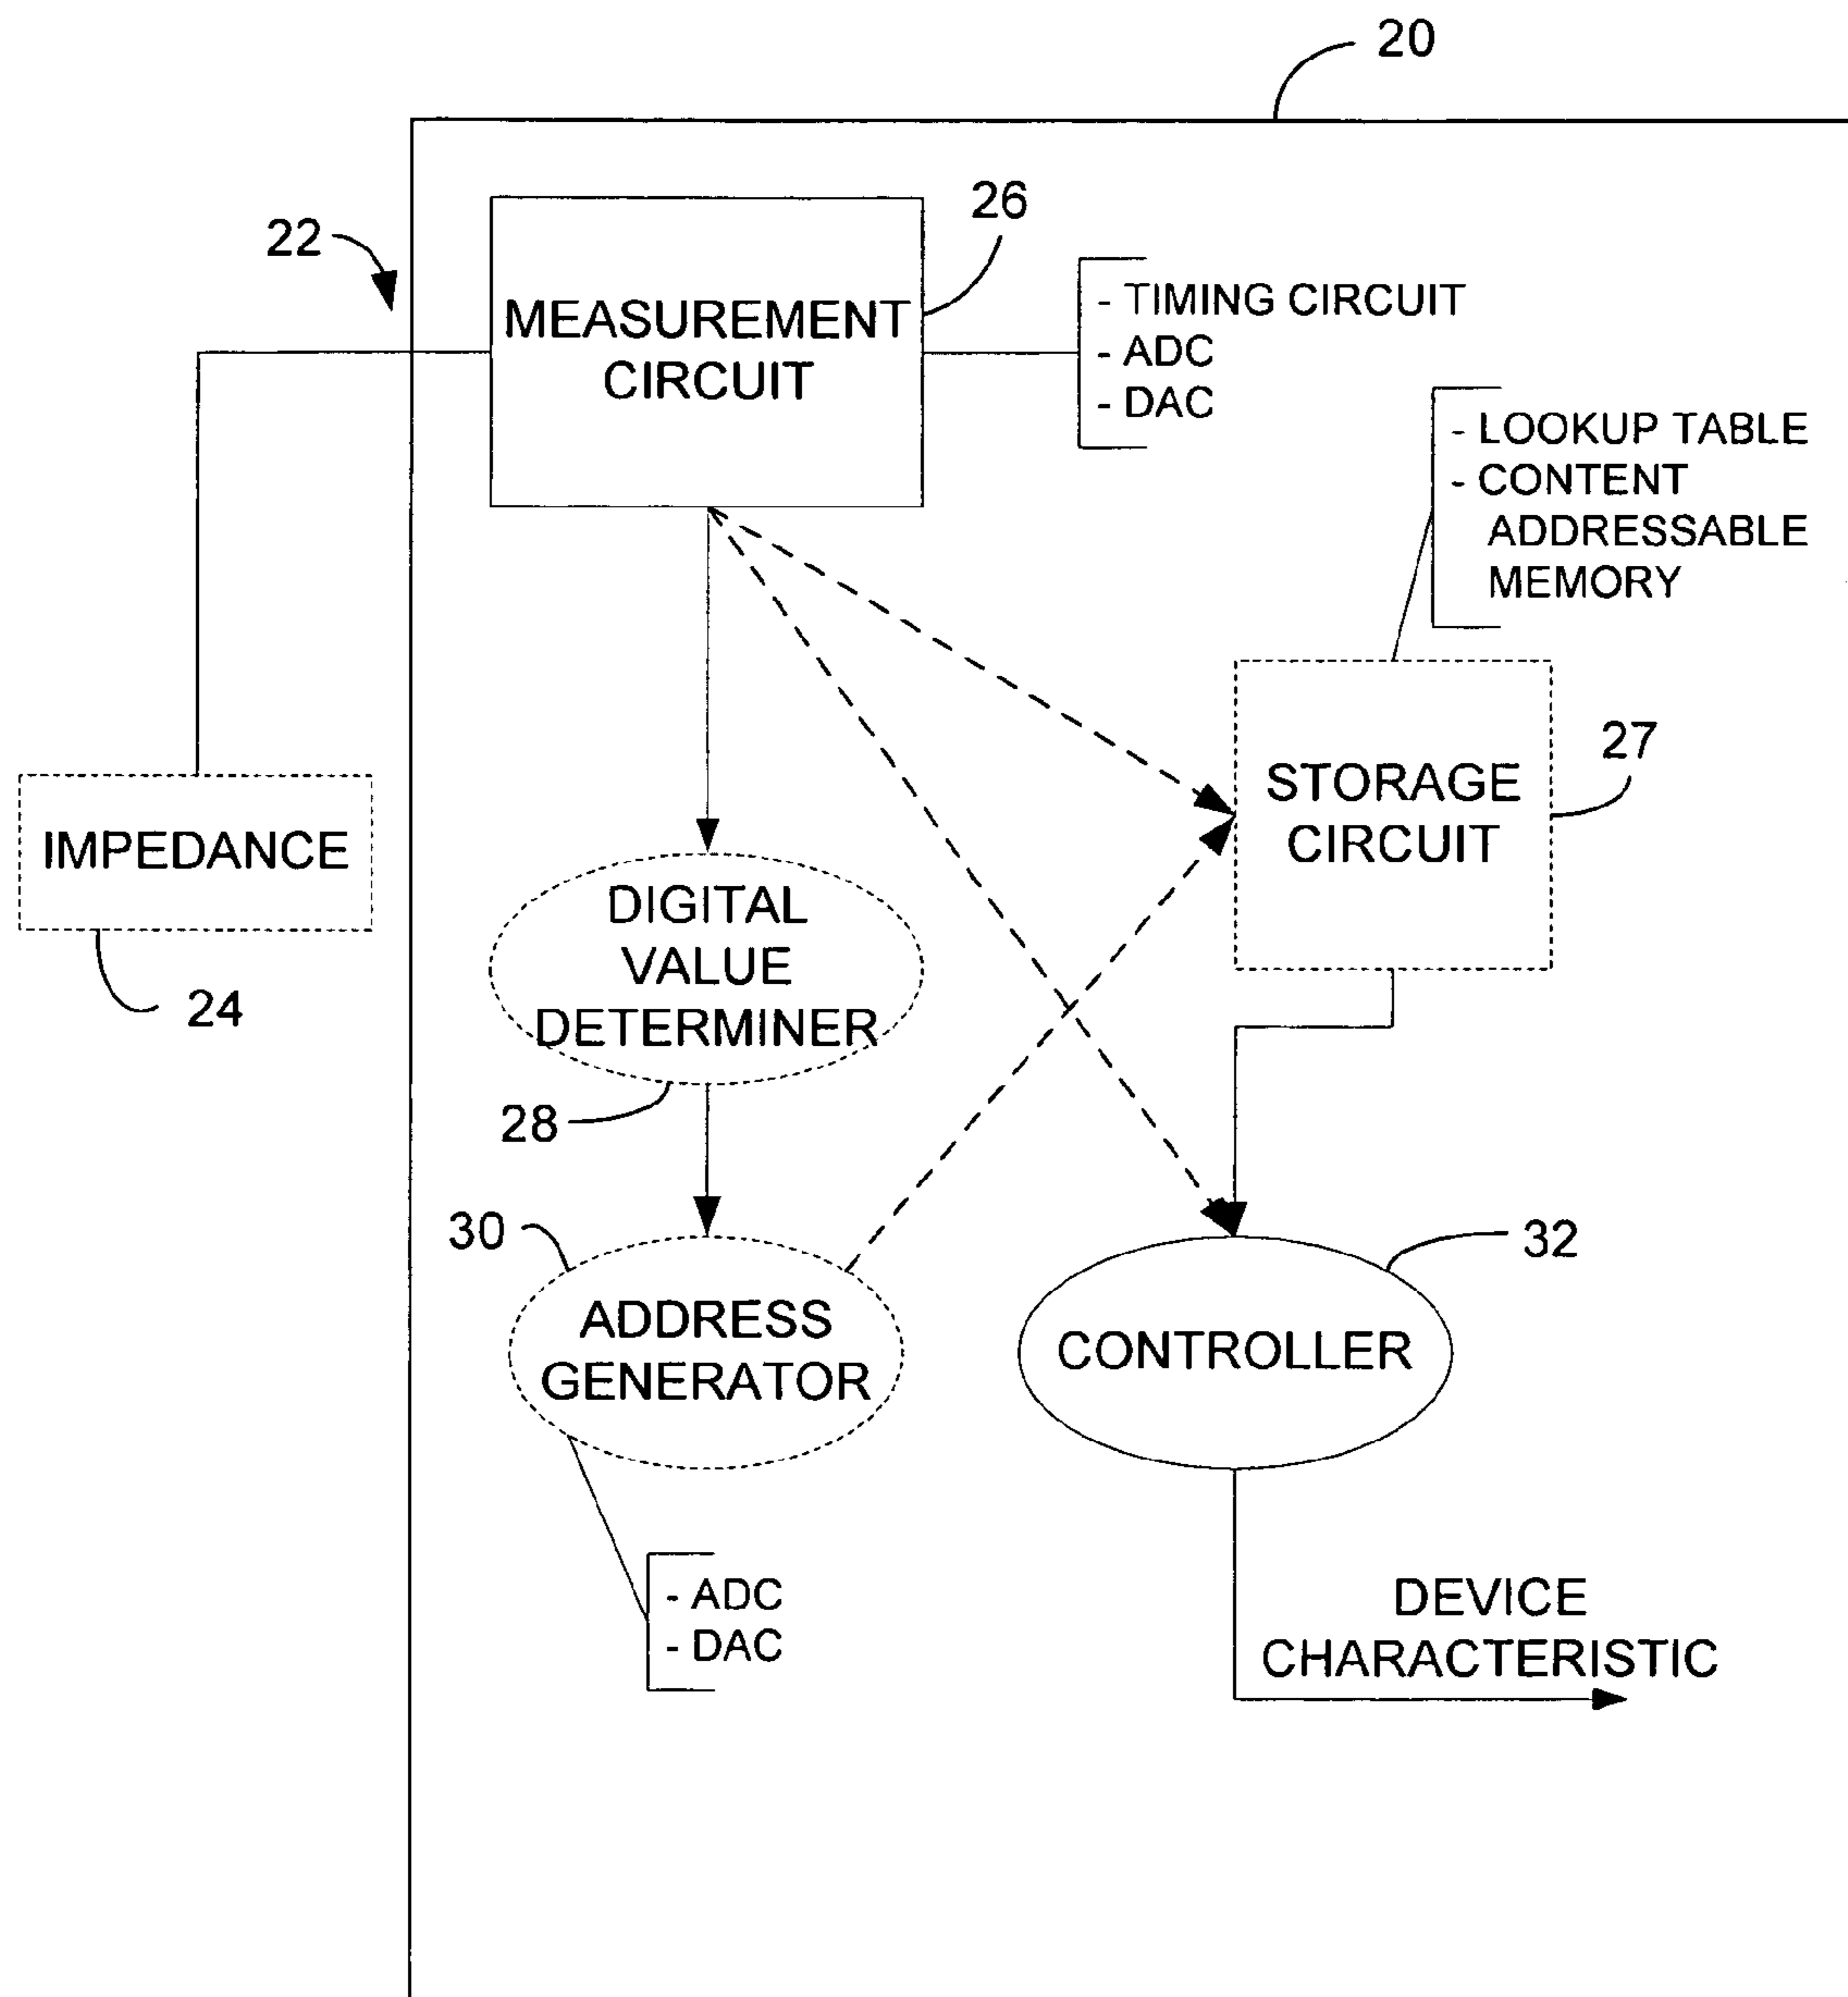 20
26
22
MEASUREMENT
CIRCUIT
- TIMING CIRCUIT
- ADC
- DAC
- LOOKUP TABLE
- CONTENT
ADDRESSABLE
MEMORY
27
STORAGE
CIRCUIT
IMPEDANCE
24
DIGITAL
VALUE
DETERMINER
28
30
ADDRESS
GENERATOR
32
CONTROLLER
- ADC
- DAC
DEVICE
CHARACTERISTIC